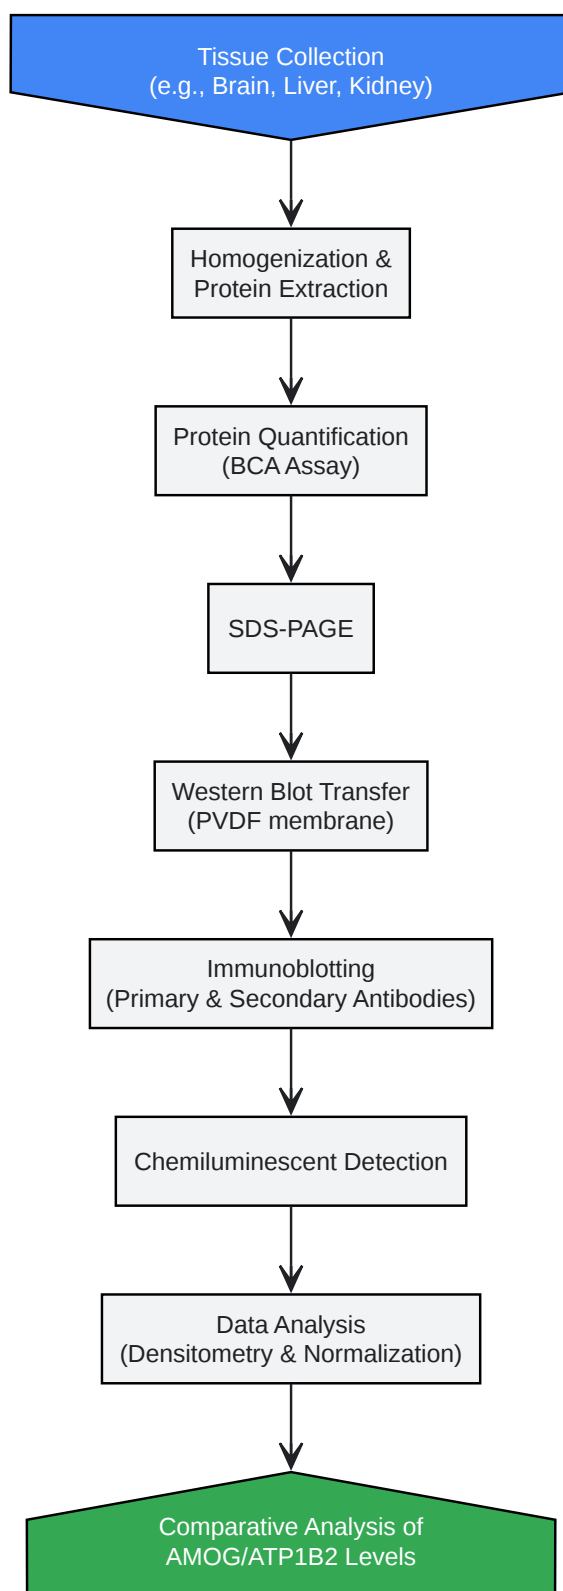 Tissue Collection
(e.g., Brain, Liver, Kidney)
Homogenization &
Protein Extraction
Protein Quantification
(BCA Assay)
SDS-PAGE
Western Blot Transfer
(PVDF membrane)
Immunoblotting
(Primary & Secondary Antibodies)
Chemiluminescent Detection
Data Analysis
(Densitometry & Normalization)
Comparative Analysis of
AMOG/ATP1B2 Levels